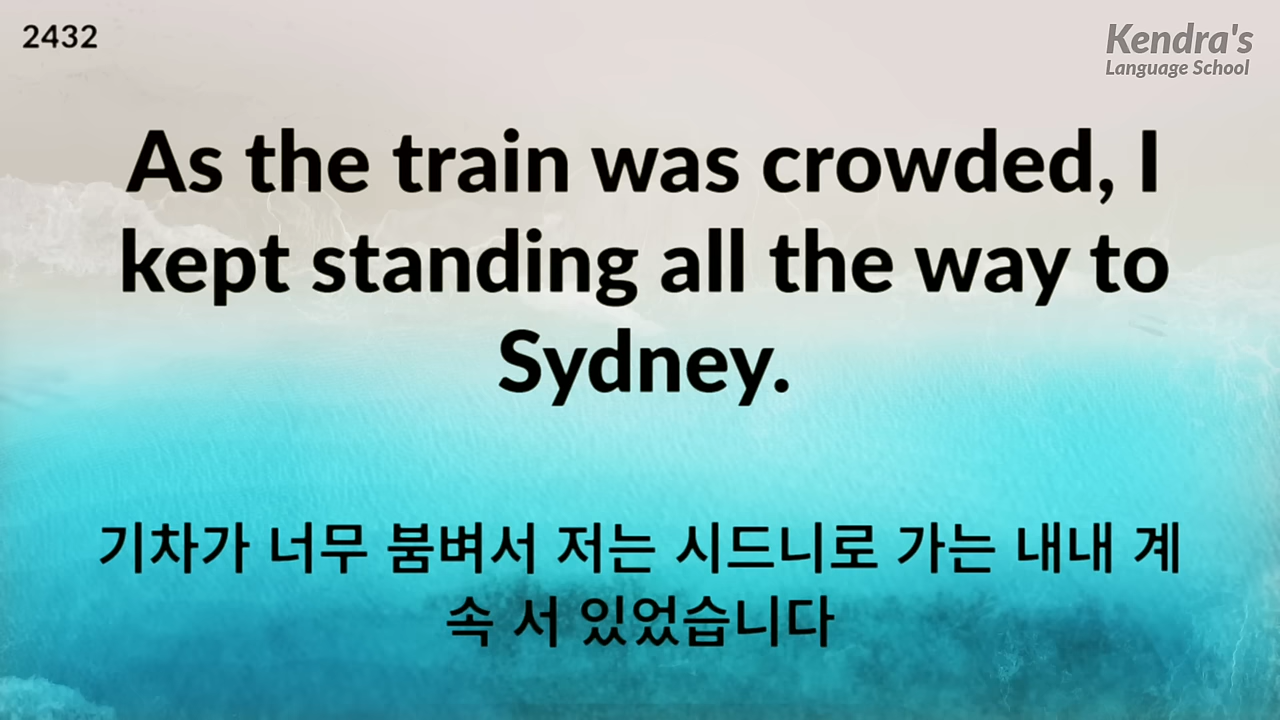 2432
Kendra's
Language School
As the train was crowded, I
kept standing all the way to
Sydney.
기차가 너무 붐벼서 저는 시드니로 가는 내내 계
속 서 있었습니다